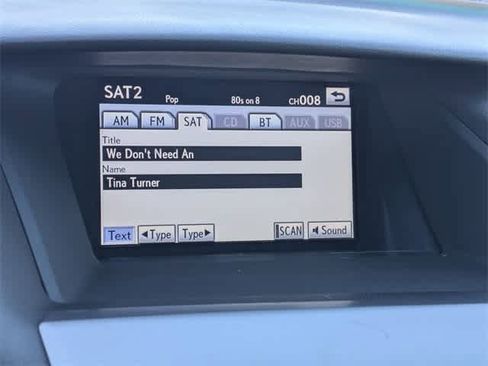 SAT2 Pop 80s on 8 CH008
AM FM SAT CD BT AUX USB
Title
We Don't Need An
Name
Tina Turner
Text ◀Type Type▶ SCAN Sound